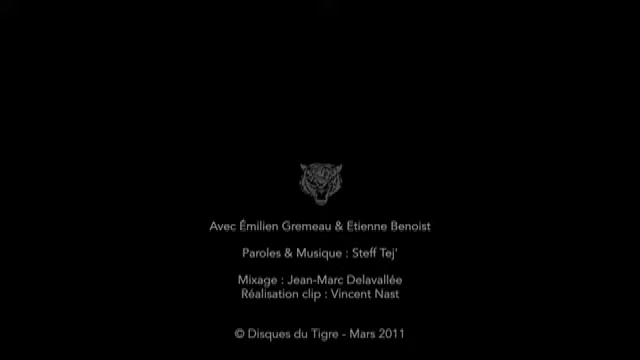 Avec Émilien Gremeau & Etienne Benoist
Paroles & Musique : Steff Tej'
Mixage : Jean-Marc Delavallée
Réalisation clip : Vincent Nast
© Disques du Tigre - Mars 2011